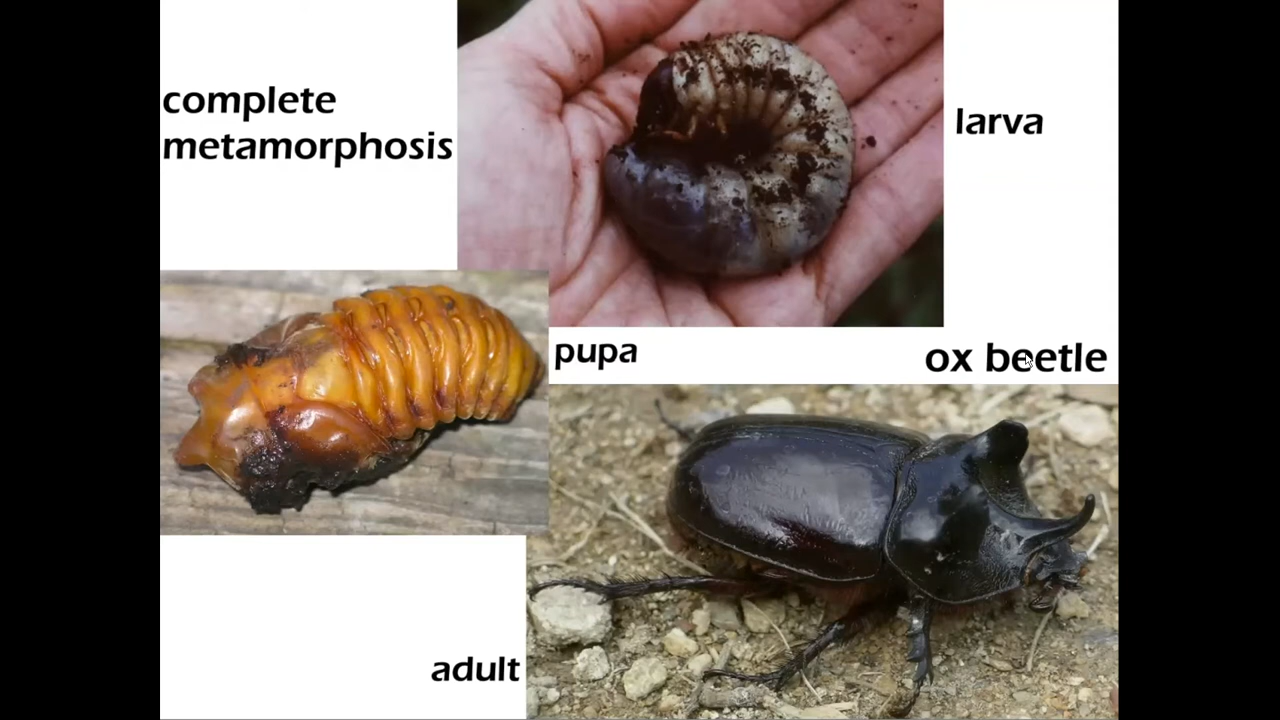 complete
metamorphosis
larva
pupa
ox beetle
adult